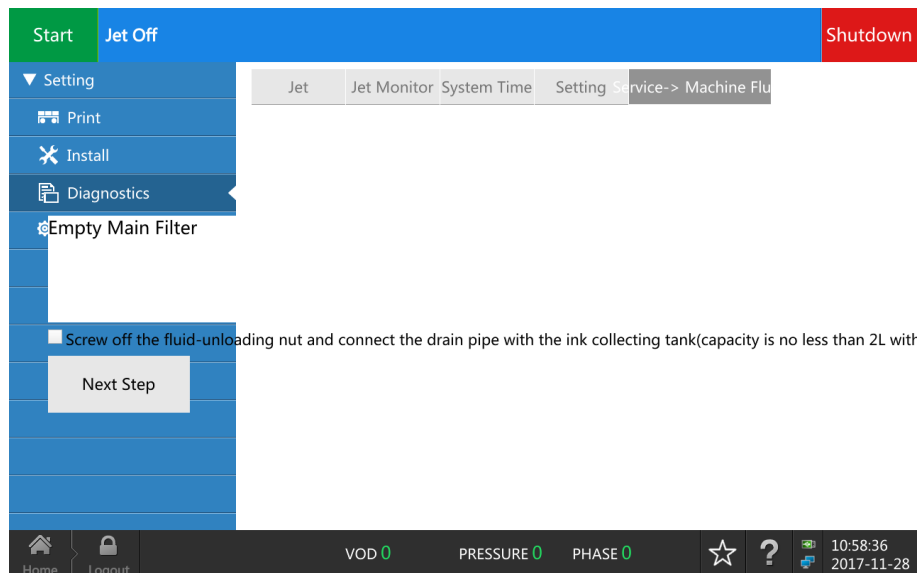 Start
Jet Off
Shutdown
Setting
Jet
Jet Monitor
System Time
Setting
Service-> Machine Flu
Print
Install
Diagnostics
Empty Main Filter
Screw off the fluid-unloading nut and connect the drain pipe with the ink collecting tank(capacity is no less than 2L with
Next Step
Home
Logout
VOD 0
PRESSURE 0
PHASE 0
?
10:58:36
2017-11-28